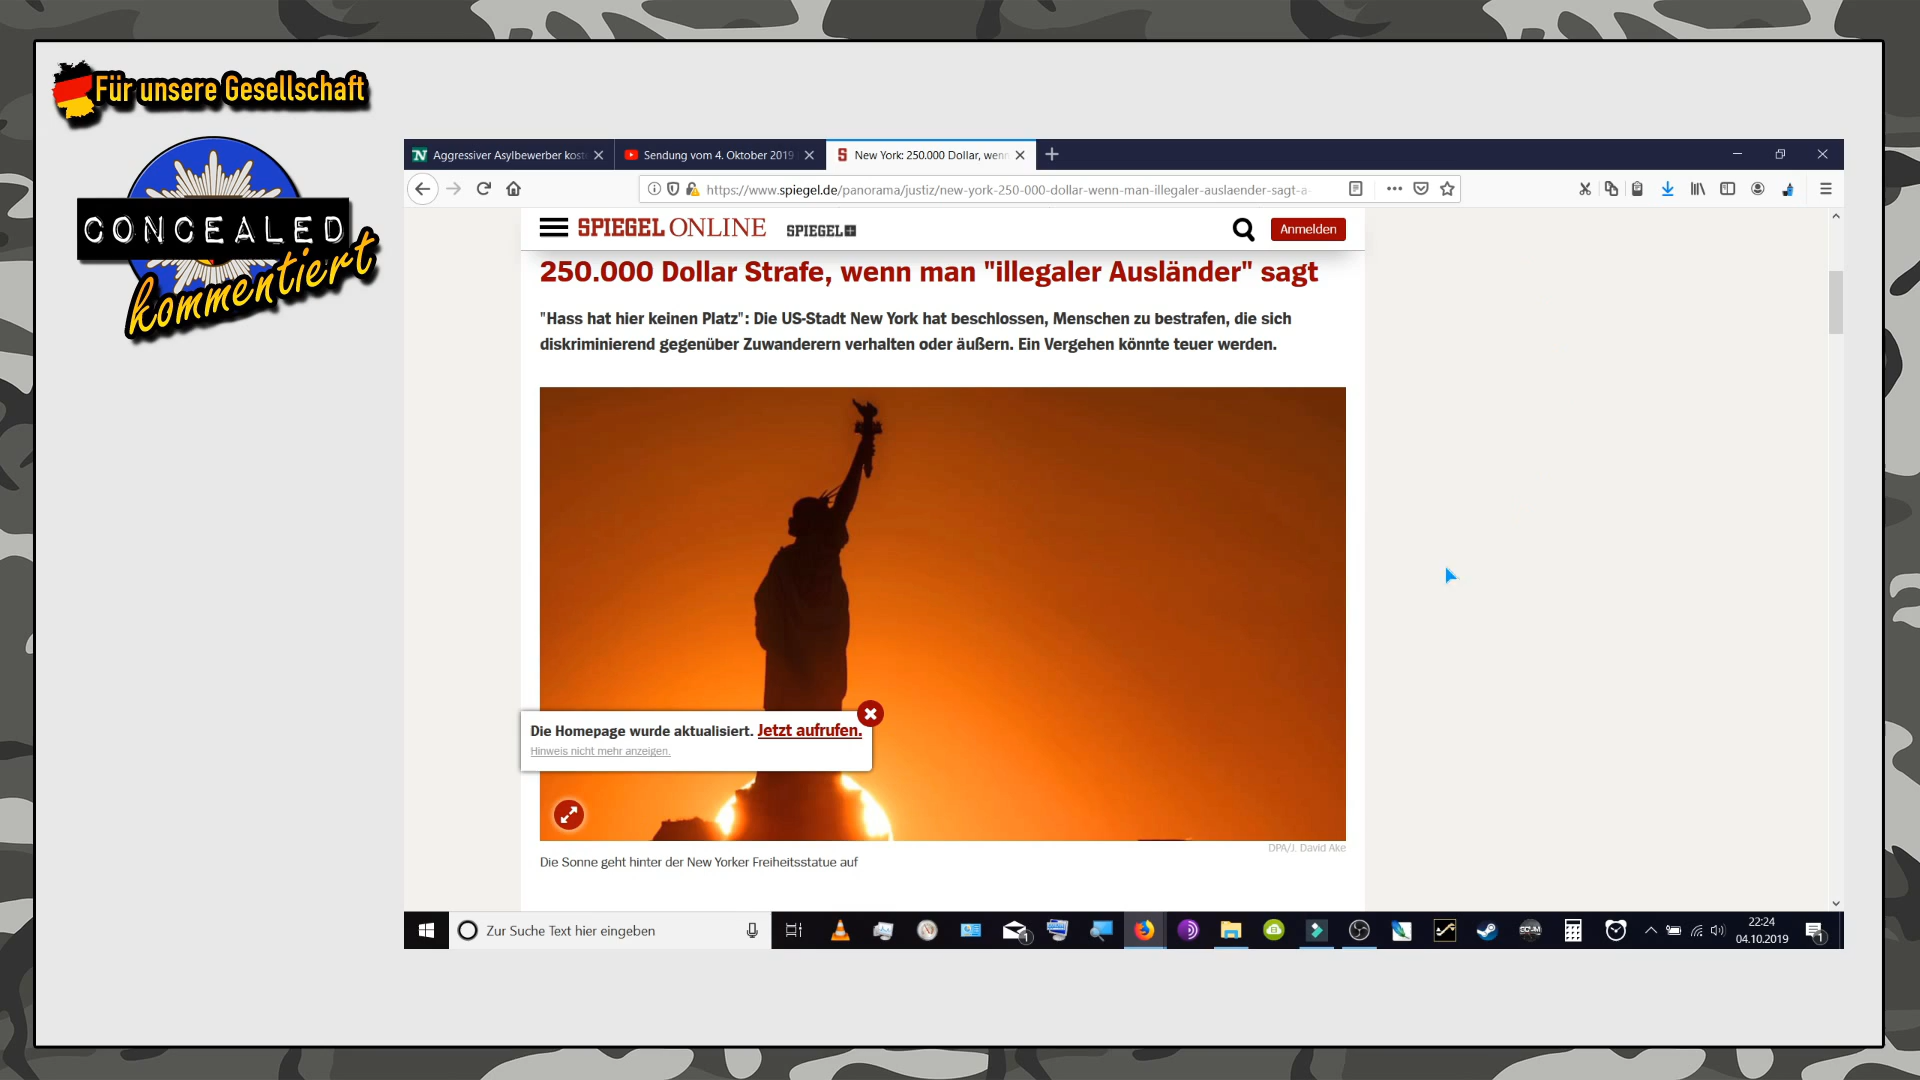 Für unsere Gesellschaft
CONCEALED
kommentiert
Aggressiver Asylbewerber kost
Sendung vom 4. Oktober 2019
New York: 250.000 Dollar, wenn
https://www.spiegel.de/panorama/justiz/new-york-250-000-dollar-wenn-man-illegaler-auslaender-sagt-a-
SPIEGEL ONLINE
SPIEGEL+
Anmelden
250.000 Dollar Strafe, wenn man "illegaler Ausländer" sagt
"Hass hat hier keinen Platz": Die US-Stadt New York hat beschlossen, Menschen zu bestrafen, die sich
diskriminierend gegenüber Zuwanderern verhalten oder äußern. Ein Vergehen könnte teuer werden.
Die Homepage wurde aktualisiert. Jetzt aufrufen.
Hinweis nicht mehr anzeigen.
DPA/J. David Ake
Die Sonne geht hinter der New Yorker Freiheitsstatue auf
Zur Suche Text hier eingeben
1
22:24
04.10.2019
1